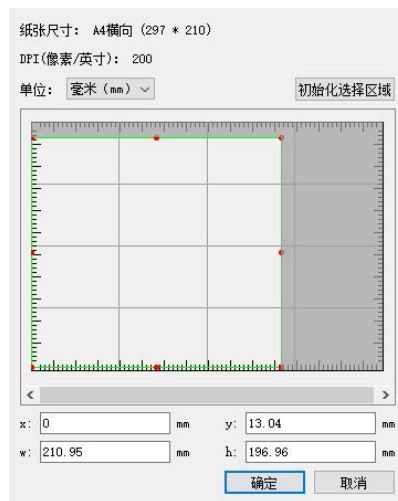 纸张尺寸: A4横向 (297 * 210)
DPI(像素/英寸): 200
单位: 毫米 (mm) 初始化选择区域
x: 0 mm y: 13.04 mm
w: 210.95 mm h: 196.96 mm
确定 取消